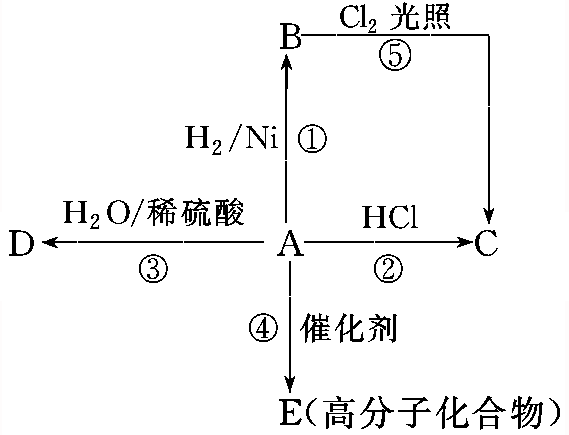 B Cl₂ 光照
⑤
H₂/Ni ①
H₂O/稀硫酸 HCl
D A C
③ ②
④ 催化剂
E(高分子化合物)